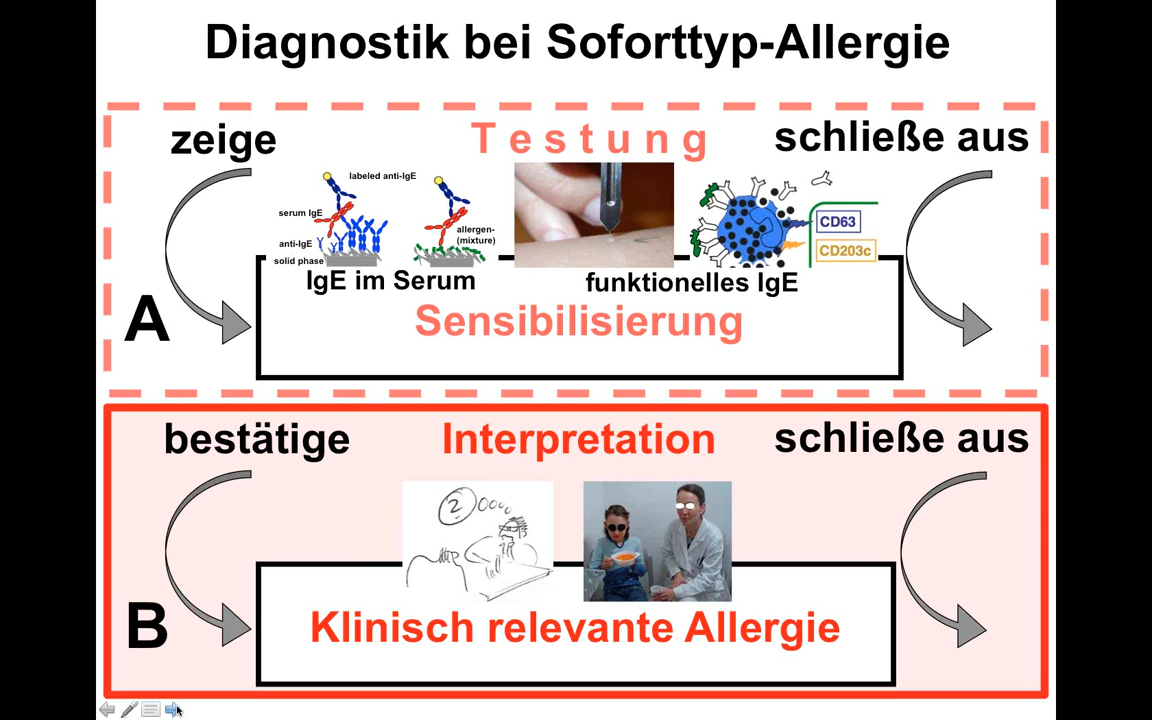 Diagnostik bei Soforttyp-Allergie
zeige
T e s t u n g
schließe aus
labeled anti-IgE
serum IgE
anti-IgE
solid phase
allergen-
(mixture)
CD63
CD203c
IgE im Serum
funktionelles IgE
Sensibilisierung
A
bestätige
Interpretation
schließe aus
2
B
Klinisch relevante Allergie